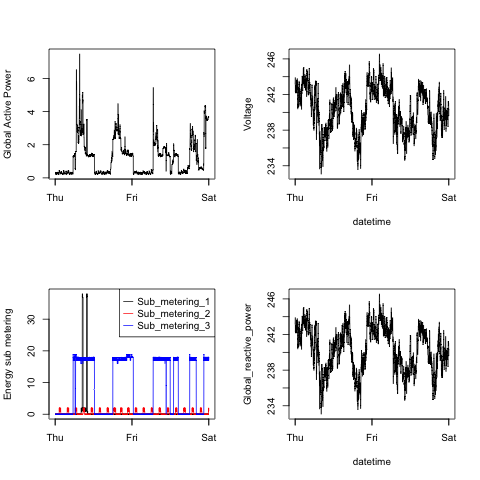 Global Active Power
0 2 4 6
Thu Fri Sat
Voltage
234 238 242 246
Thu Fri Sat
datetime
Energy sub metering
0 10 20 30
Sub_metering_1
Sub_metering_2
Sub_metering_3
Thu Fri Sat
Global_reactive_power
234 238 242 246
Thu Fri Sat
datetime